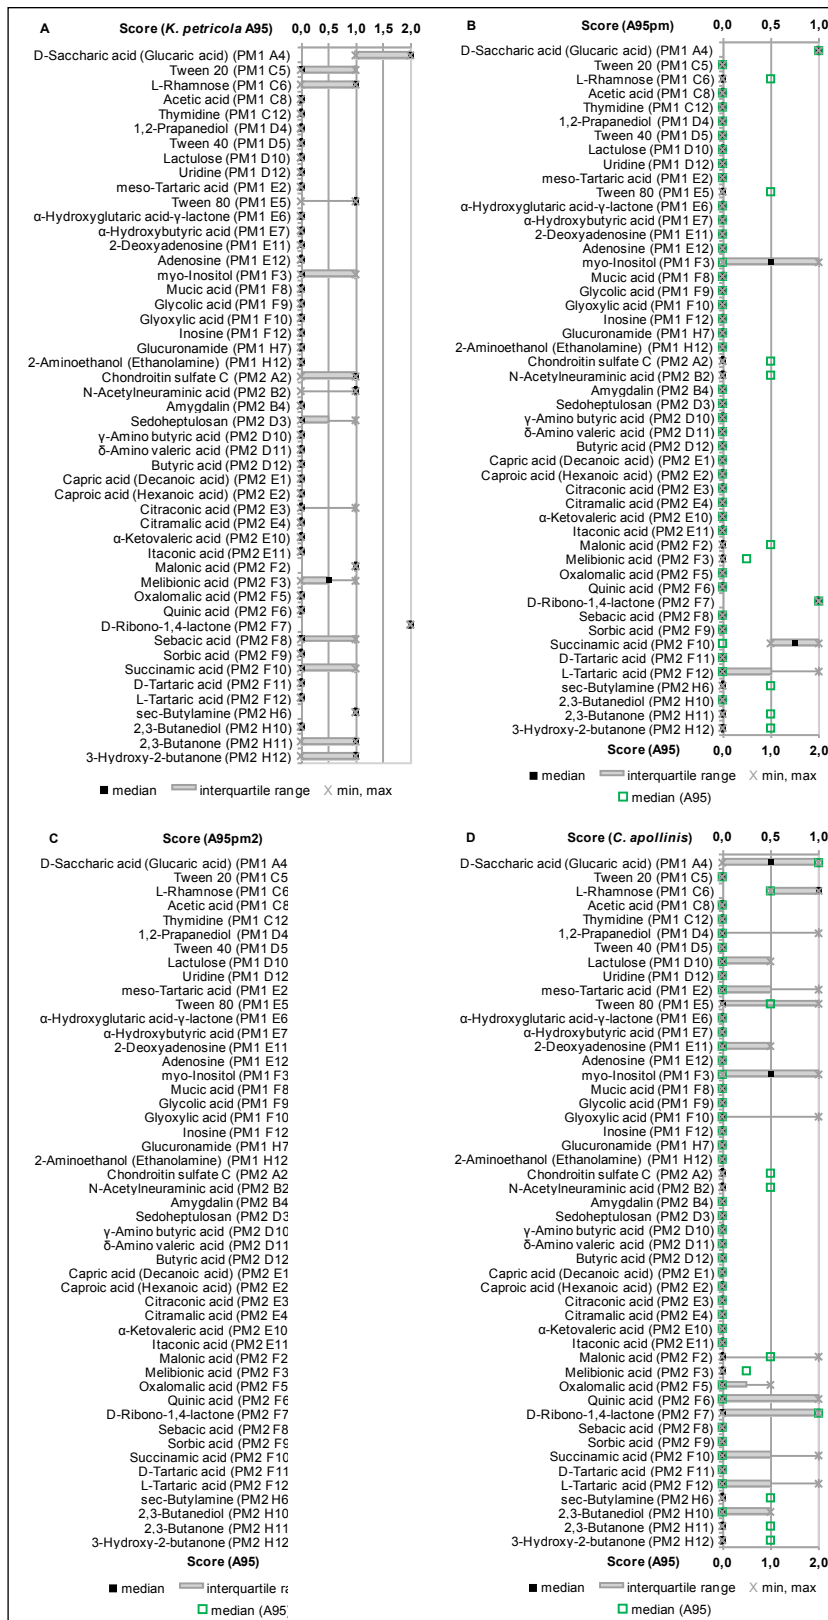 A Score (K. petricola A95) 0,0 1,0 2,0
D-Saccharic acid (Glucaric acid) (PM1 A4)
Tween 20 (PM1 C5)
L-Rhamnose (PM1 C6)
Acetic acid (PM1 C8)
Thymidine (PM1 C12)
1,2-Prapanediol (PM1 D4)
Tween 40 (PM1 D5)
Lactulose (PM1 D10)
Uridine (PM1 D12)
meso-Tartaric acid (PM1 E2)
Tween 80 (PM1 E5)
α-Hydroxyglutaric acid-γ-lactone (PM1 E6)
α-Hydroxybutyric acid (PM1 E7)
2-Deoxyadenosine (PM1 E11)
Adenosine (PM1 E12)
myo-Inositol (PM1 F3)
Mucic acid (PM1 F8)
Glycolic acid (PM1 F9)
Glyoxylic acid (PM1 F10)
Inosine (PM1 F12)
Glucuronamide (PM1 H7)
2-Aminoethanol (Ethanolamine) (PM1 H12)
Chondroitin sulfate C (PM2 A2)
N-Acetylneuraminic acid (PM2 B2)
Amygdalin (PM2 B4)
Sedoheptulosan (PM2 D3)
γ-Amino butyric acid (PM2 D10)
δ-Amino valeric acid (PM2 D11)
Butyric acid (PM2 D12)
Capric acid (Decanoic acid) (PM2 E1)
Caproic acid (Hexanoic acid) (PM2 E2)
Citraconic acid (PM2 E3)
Citramalic acid (PM2 E4)
α-Ketovaleric acid (PM2 E10)
Itaconic acid (PM2 E11)
Malonic acid (PM2 F2)
Melibionic acid (PM2 F3)
Oxalomalic acid (PM2 F5)
Quinic acid (PM2 F6)
D-Ribono-1,4-lactone (PM2 F7)
Sebacic acid (PM2 F8)
Sorbic acid (PM2 F9)
Succinamic acid (PM2 F10)
D-Tartaric acid (PM2 F11)
L-Tartaric acid (PM2 F12)
sec-Butylamine (PM2 H6)
2,3-Butanediol (PM2 H10)
2,3-Butanone (PM2 H11)
3-Hydroxy-2-butanone (PM2 H12)
median interquartile range min, max
B Score (A95pm) 0,0 0,5 1,0
D-Saccharic acid (Glucaric acid) (PM1 A4)
Tween 20 (PM1 C5)
L-Rhamnose (PM1 C6)
Acetic acid (PM1 C8)
Thymidine (PM1 C12)
1,2-Prapanediol (PM1 D4)
Tween 40 (PM1 D5)
Lactulose (PM1 D10)
Uridine (PM1 D12)
meso-Tartaric acid (PM1 E2)
Tween 80 (PM1 E5)
α-Hydroxyglutaric acid-γ-lactone (PM1 E6)
α-Hydroxybutyric acid (PM1 E7)
2-Deoxyadenosine (PM1 E11)
Adenosine (PM1 E12)
myo-Inositol (PM1 F3)
Mucic acid (PM1 F8)
Glycolic acid (PM1 F9)
Glyoxylic acid (PM1 F10)
Inosine (PM1 F12)
Glucuronamide (PM1 H7)
2-Aminoethanol (Ethanolamine) (PM1 H12)
Chondroitin sulfate C (PM2 A2)
N-Acetylneuraminic acid (PM2 B2)
Amygdalin (PM2 B4)
Sedoheptulosan (PM2 D3)
γ-Amino butyric acid (PM2 D10)
δ-Amino valeric acid (PM2 D11)
Butyric acid (PM2 D12)
Capric acid (Decanoic acid) (PM2 E1)
Caproic acid (Hexanoic acid) (PM2 E2)
Citraconic acid (PM2 E3)
Citramalic acid (PM2 E4)
α-Ketovaleric acid (PM2 E10)
Itaconic acid (PM2 E11)
Malonic acid (PM2 F2)
Melibionic acid (PM2 F3)
Oxalomalic acid (PM2 F5)
Quinic acid (PM2 F6)
D-Ribono-1,4-lactone (PM2 F7)
Sebacic acid (PM2 F8)
Sorbic acid (PM2 F9)
Succinamic acid (PM2 F10)
D-Tartaric acid (PM2 F11)
L-Tartaric acid (PM2 F12)
sec-Butylamine (PM2 H6)
2,3-Butanediol (PM2 H10)
2,3-Butanone (PM2 H11)
3-Hydroxy-2-butanone (PM2 H12)
Score (A95) 0,0 1,0 2,0
median interquartile range min, max
median (A95)
C Score (A95pm2)
D-Saccharic acid (Glucaric acid) (PM1 A4
Tween 20 (PM1 C5
L-Rhamnose (PM1 C6
Acetic acid (PM1 C8
Thymidine (PM1 C12
1,2-Prapanediol (PM1 D4
Tween 40 (PM1 D5
Lactulose (PM1 D10
Uridine (PM1 D12
meso-Tartaric acid (PM1 E2
Tween 80 (PM1 E5
α-Hydroxyglutaric acid-γ-lactone (PM1 E6
α-Hydroxybutyric acid (PM1 E7
2-Deoxyadenosine (PM1 E11
Adenosine (PM1 E12
myo-Inositol (PM1 F3
Mucic acid (PM1 F8
Glycolic acid (PM1 F9
Glyoxylic acid (PM1 F10
Inosine (PM1 F12
Glucuronamide (PM1 H7
2-Aminoethanol (Ethanolamine) (PM1 H12
Chondroitin sulfate C (PM2 A2
N-Acetylneuraminic acid (PM2 B2
Amygdalin (PM2 B4
Sedoheptulosan (PM2 D3
γ-Amino butyric acid (PM2 D10
δ-Amino valeric acid (PM2 D11
Butyric acid (PM2 D12
Capric acid (Decanoic acid) (PM2 E1
Caproic acid (Hexanoic acid) (PM2 E2
Citraconic acid (PM2 E3
Citramalic acid (PM2 E4
α-Ketovaleric acid (PM2 E10
Itaconic acid (PM2 E11
Malonic acid (PM2 F2
Melibionic acid (PM2 F3
Oxalomalic acid (PM2 F5
Quinic acid (PM2 F6
D-Ribono-1,4-lactone (PM2 F7
Sebacic acid (PM2 F8
Sorbic acid (PM2 F9
Succinamic acid (PM2 F10
D-Tartaric acid (PM2 F11
L-Tartaric acid (PM2 F12
sec-Butylamine (PM2 H6
2,3-Butanediol (PM2 H10
2,3-Butanone (PM2 H11
3-Hydroxy-2-butanone (PM2 H12
Score (A95)
median interquartile ra
median (A95)
D Score (C. apollinis) 0,0 0,5 1,0
D-Saccharic acid (Glucaric acid) (PM1 A4)
Tween 20 (PM1 C5)
L-Rhamnose (PM1 C6)
Acetic acid (PM1 C8)
Thymidine (PM1 C12)
1,2-Prapanediol (PM1 D4)
Tween 40 (PM1 D5)
Lactulose (PM1 D10)
Uridine (PM1 D12)
meso-Tartaric acid (PM1 E2)
Tween 80 (PM1 E5)
α-Hydroxyglutaric acid-γ-lactone (PM1 E6)
α-Hydroxybutyric acid (PM1 E7)
2-Deoxyadenosine (PM1 E11)
Adenosine (PM1 E12)
myo-Inositol (PM1 F3)
Mucic acid (PM1 F8)
Glycolic acid (PM1 F9)
Glyoxylic acid (PM1 F10)
Inosine (PM1 F12)
Glucuronamide (PM1 H7)
2-Aminoethanol (Ethanolamine) (PM1 H12)
Chondroitin sulfate C (PM2 A2)
N-Acetylneuraminic acid (PM2 B2)
Amygdalin (PM2 B4)
Sedoheptulosan (PM2 D3)
γ-Amino butyric acid (PM2 D10)
δ-Amino valeric acid (PM2 D11)
Butyric acid (PM2 D12)
Capric acid (Decanoic acid) (PM2 E1)
Caproic acid (Hexanoic acid) (PM2 E2)
Citraconic acid (PM2 E3)
Citramalic acid (PM2 E4)
α-Ketovaleric acid (PM2 E10)
Itaconic acid (PM2 E11)
Malonic acid (PM2 F2)
Melibionic acid (PM2 F3)
Oxalomalic acid (PM2 F5)
Quinic acid (PM2 F6)
D-Ribono-1,4-lactone (PM2 F7)
Sebacic acid (PM2 F8)
Sorbic acid (PM2 F9)
Succinamic acid (PM2 F10)
D-Tartaric acid (PM2 F11)
L-Tartaric acid (PM2 F12)
sec-Butylamine (PM2 H6)
2,3-Butanediol (PM2 H10)
2,3-Butanone (PM2 H11)
3-Hydroxy-2-butanone (PM2 H12)
Score (A95) 0,0 1,0 2,0
median interquartile range min, max
median (A95)